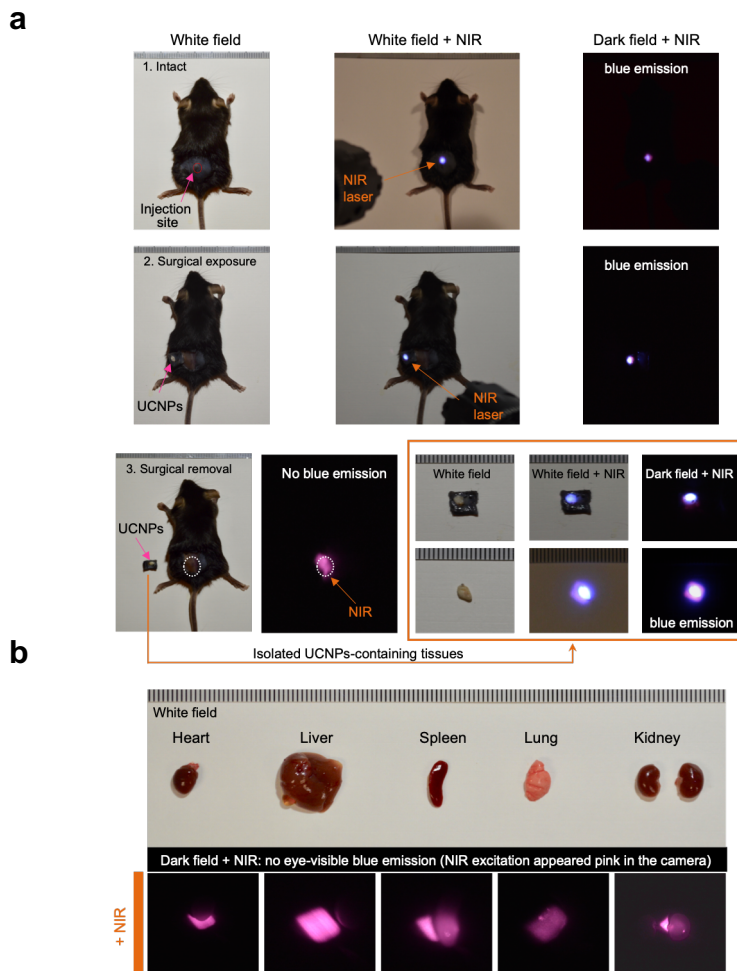 a
White field
White field + NIR
Dark field + NIR
1. Intact
Injection
site
NIR
laser
blue emission
2. Surgical exposure
UCNPs
NIR
laser
blue emission
3. Surgical removal
UCNPs
No blue emission
NIR
White field
White field + NIR
Dark field + NIR
blue emission
Isolated UCNPs-containing tissues
b
White field
Heart
Liver
Spleen
Lung
Kidney
Dark field + NIR: no eye-visible blue emission (NIR excitation appeared pink in the camera)
+ NIR